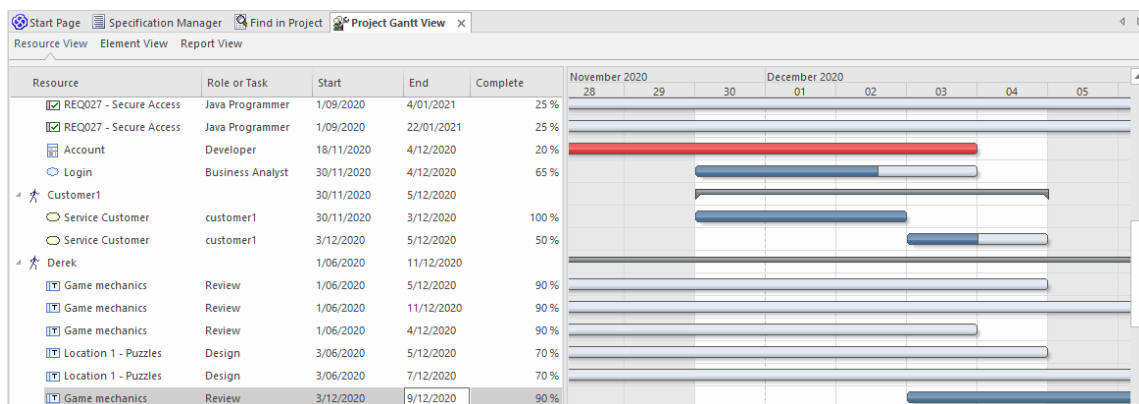 Start Page Specification Manager Find in Project Project Gantt View ×
Resource View Element View Report View
Resource Role or Task Start End Complete November 2020 December 2020
28 29 30 01 02 03 04 05
REQ027 - Secure Access Java Programmer 1/09/2020 4/01/2021 25 %
REQ027 - Secure Access Java Programmer 1/09/2020 22/01/2021 25 %
Account Developer 18/11/2020 4/12/2020 20 %
Login Business Analyst 30/11/2020 4/12/2020 65 %
Customer1 30/11/2020 5/12/2020
Service Customer customer1 30/11/2020 3/12/2020 100 %
Service Customer customer1 3/12/2020 5/12/2020 50 %
Derek 1/06/2020 11/12/2020
Game mechanics Review 1/06/2020 5/12/2020 90 %
Game mechanics Review 1/06/2020 11/12/2020 90 %
Game mechanics Review 1/06/2020 4/12/2020 90 %
Location 1 - Puzzles Design 3/06/2020 5/12/2020 70 %
Location 1 - Puzzles Design 3/06/2020 7/12/2020 70 %
Game mechanics Review 3/12/2020 9/12/2020 90 %